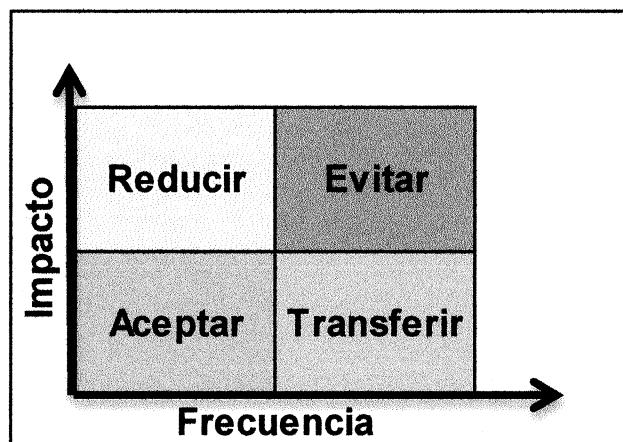 Impacto
Reducir
Evitar
Aceptar
Transferir
Frecuencia